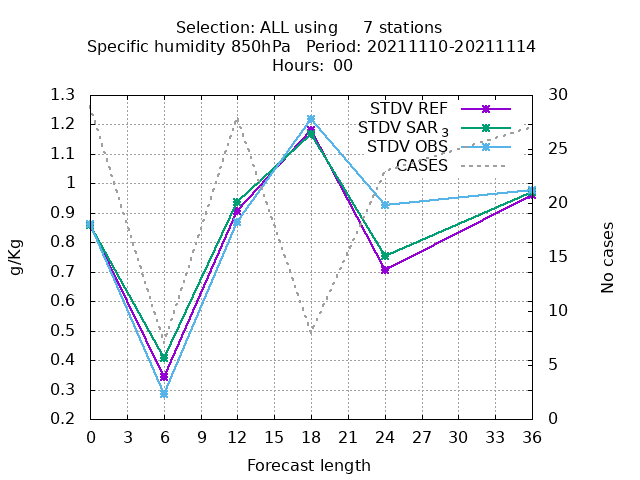 Selection: ALL using     7 stations
Specific humidity 850hPa   Period: 20211110-20211114
Hours:  00
STDV REF
STDV SAR 3
STDV OBS
CASES
1.3
1.2
1.1
1
0.9
0.8
0.7
0.6
0.5
0.4
0.3
0.2
g/Kg
30
25
20
15
10
5
0
No cases
0 3 6 9 12 15 18 21 24 27 30 33 36
Forecast length